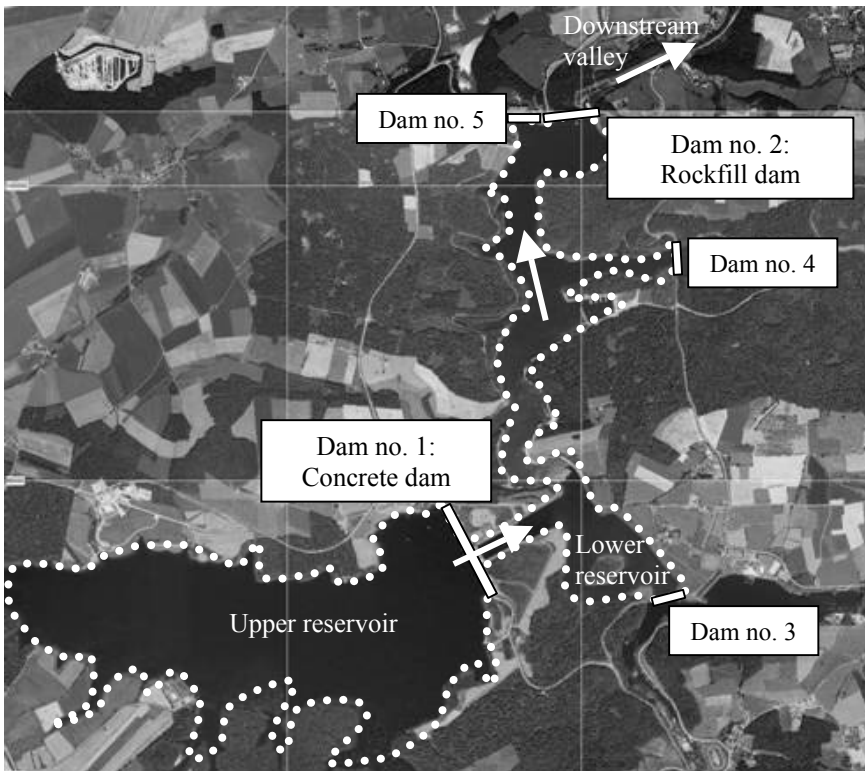 Downstream
valley
Dam no. 5
Dam no. 2:
Rockfill dam
Dam no. 4
Dam no. 1:
Concrete dam
Lower
reservoir
Upper reservoir
Dam no. 3